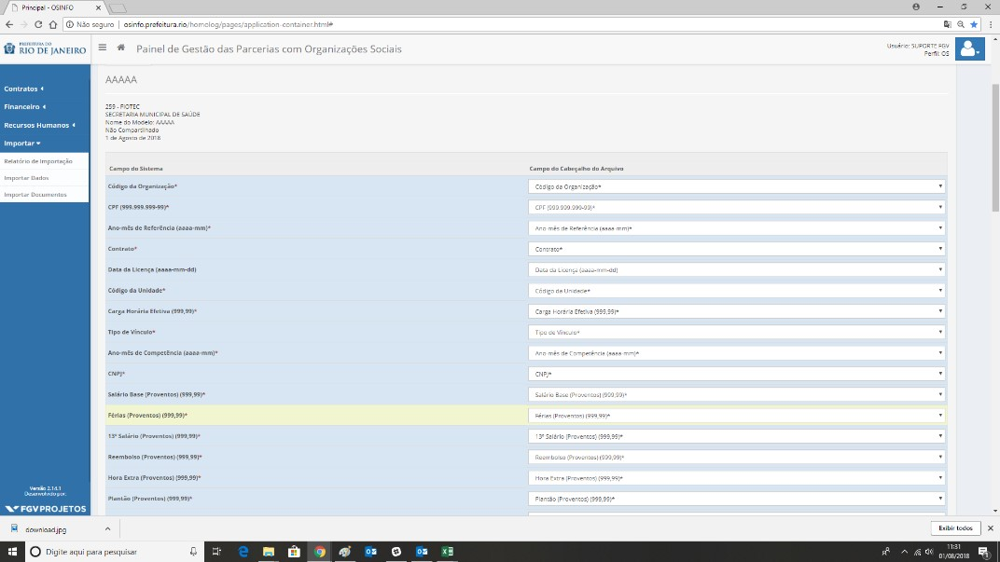 Principal - OSINFO
Não seguro | osinfo.prefeitura.rio/homolog/pages/application-container.html#
PREFEITURA DO
RIO DE JANEIRO
Painel de Gestão das Parcerias com Organizações Sociais
Usuário: SUPORTE FGV
Perfil: OS
Contratos
Financeiro
Recursos Humanos
Importar
Relatório de Importação
Importar Dados
Importar Documentos
AAAAA
259 - FIOTEC
SECRETARIA MUNICIPAL DE SAÚDE
Nome do Modelo: AAAAA
Não Compartilhado
1 de Agosto de 2018
Campo do Sistema Campo do Cabeçalho do Arquivo
Código da Organização* Código da Organização*
CPF (999.999.999-99)* CPF (999.999.999-99)*
Ano-mês de Referência (aaaa-mm)* Ano-mês de Referência (aaaa-mm)*
Contrato* Contrato*
Data da Licença (aaaa-mm-dd) Data da Licença (aaaa-mm-dd)
Código da Unidade* Código da Unidade*
Carga Horária Efetiva (999,99)* Carga Horária Efetiva (999,99)*
Tipo de Vínculo* Tipo de Vínculo*
Ano-mês de Competência (aaaa-mm)* Ano-mês de Competência (aaaa-mm)*
CNPJ* CNPJ*
Salário Base (Proventos) (999,99)* Salário Base (Proventos) (999,99)*
Férias (Proventos) (999,99)* Férias (Proventos) (999,99)*
13º Salário (Proventos) (999,99)* 13º Salário (Proventos) (999,99)*
Reembolso (Proventos) (999,99)* Reembolso (Proventos) (999,99)*
Hora Extra (Proventos) (999,99)* Hora Extra (Proventos) (999,99)*
Plantão (Proventos) (999,99)* Plantão (Proventos) (999,99)*
Versão 2.14.1
Desenvolvido por:
FGV PROJETOS
download.jpg
Exibir todos
Digite aqui para pesquisar
11:31
01/08/2018